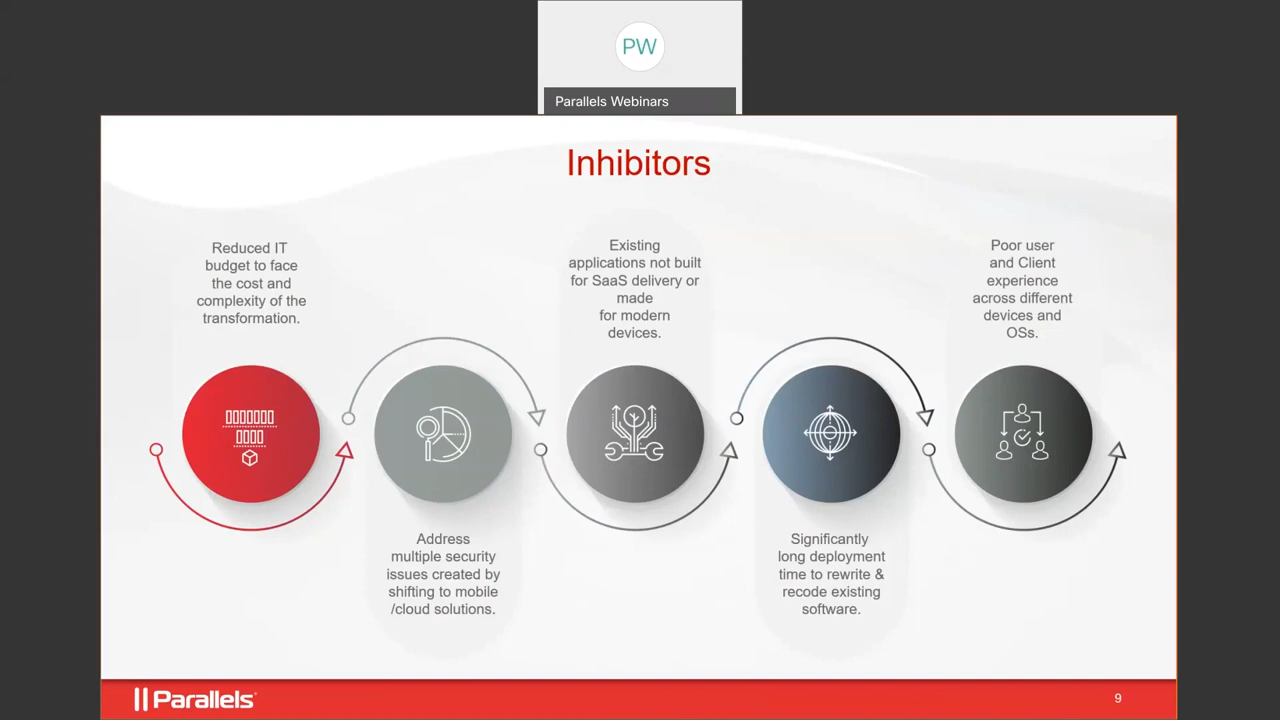 PW
Parallels Webinars
Inhibitors
Reduced IT
budget to face
the cost and
complexity of the
transformation.
Address
multiple security
issues created by
shifting to mobile
/cloud solutions.
Existing
applications not built
for SaaS delivery or
made
for modern
devices.
Significantly
long deployment
time to rewrite &
recode existing
software.
Poor user
and Client
experience
across different
devices and
OSs.
Parallels®
9